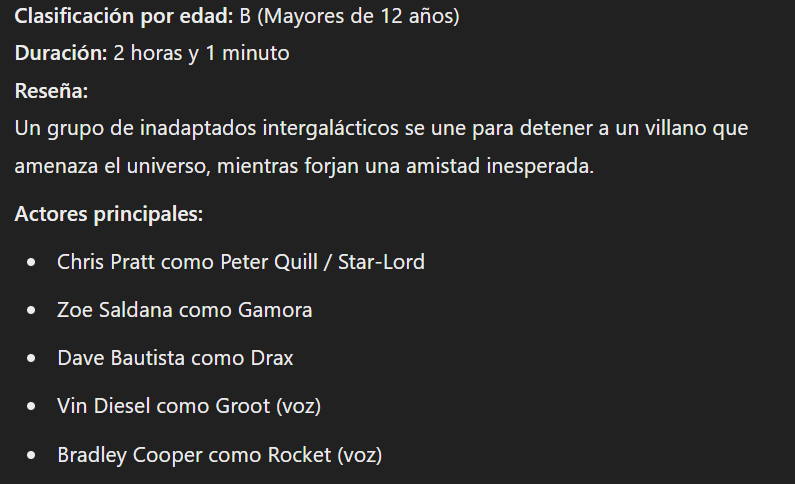 Clasificación por edad: B (Mayores de 12 años)
Duración: 2 horas y 1 minuto
Reseña:
Un grupo de inadaptados intergalácticos se une para detener a un villano que
amenaza el universo, mientras forjan una amistad inesperada.
Actores principales:
• Chris Pratt como Peter Quill / Star-Lord
• Zoe Saldana como Gamora
• Dave Bautista como Drax
• Vin Diesel como Groot (voz)
• Bradley Cooper como Rocket (voz)